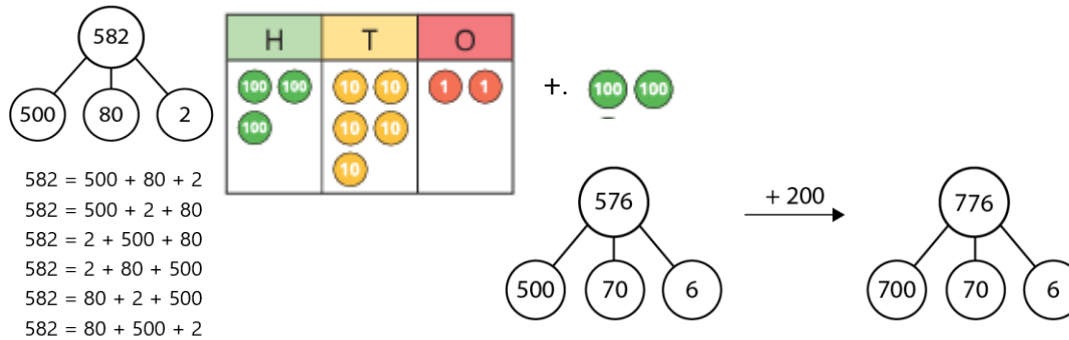 582
500 80 2
582 = 500 + 80 + 2
582 = 500 + 2 + 80
582 = 2 + 500 + 80
582 = 2 + 80 + 500
582 = 80 + 2 + 500
582 = 80 + 500 + 2
H T O
100 100 10 10 1 1
100 10 10
10
+. 100 100
576
500 70 6
+ 200
776
700 70 6